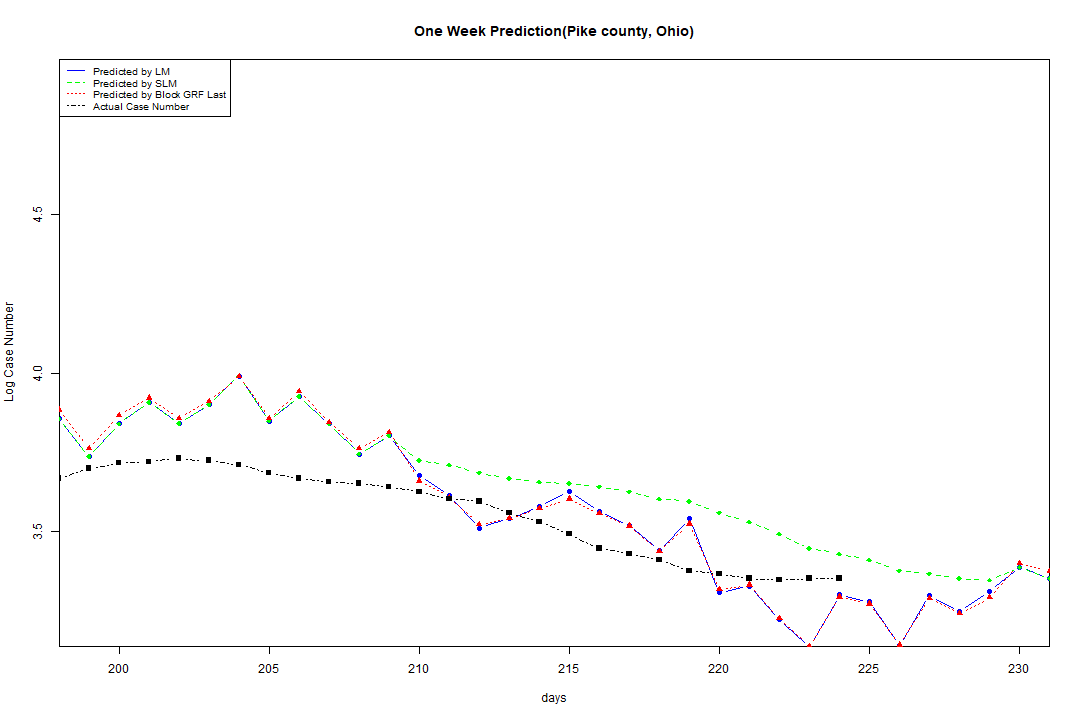 One Week Prediction(Pike county, Ohio)
Predicted by LM
Predicted by SLM
Predicted by Block GRF Last
Actual Case Number
4.5
4.0
3.5
Log Case Number
200 205 210 215 220 225 230
days